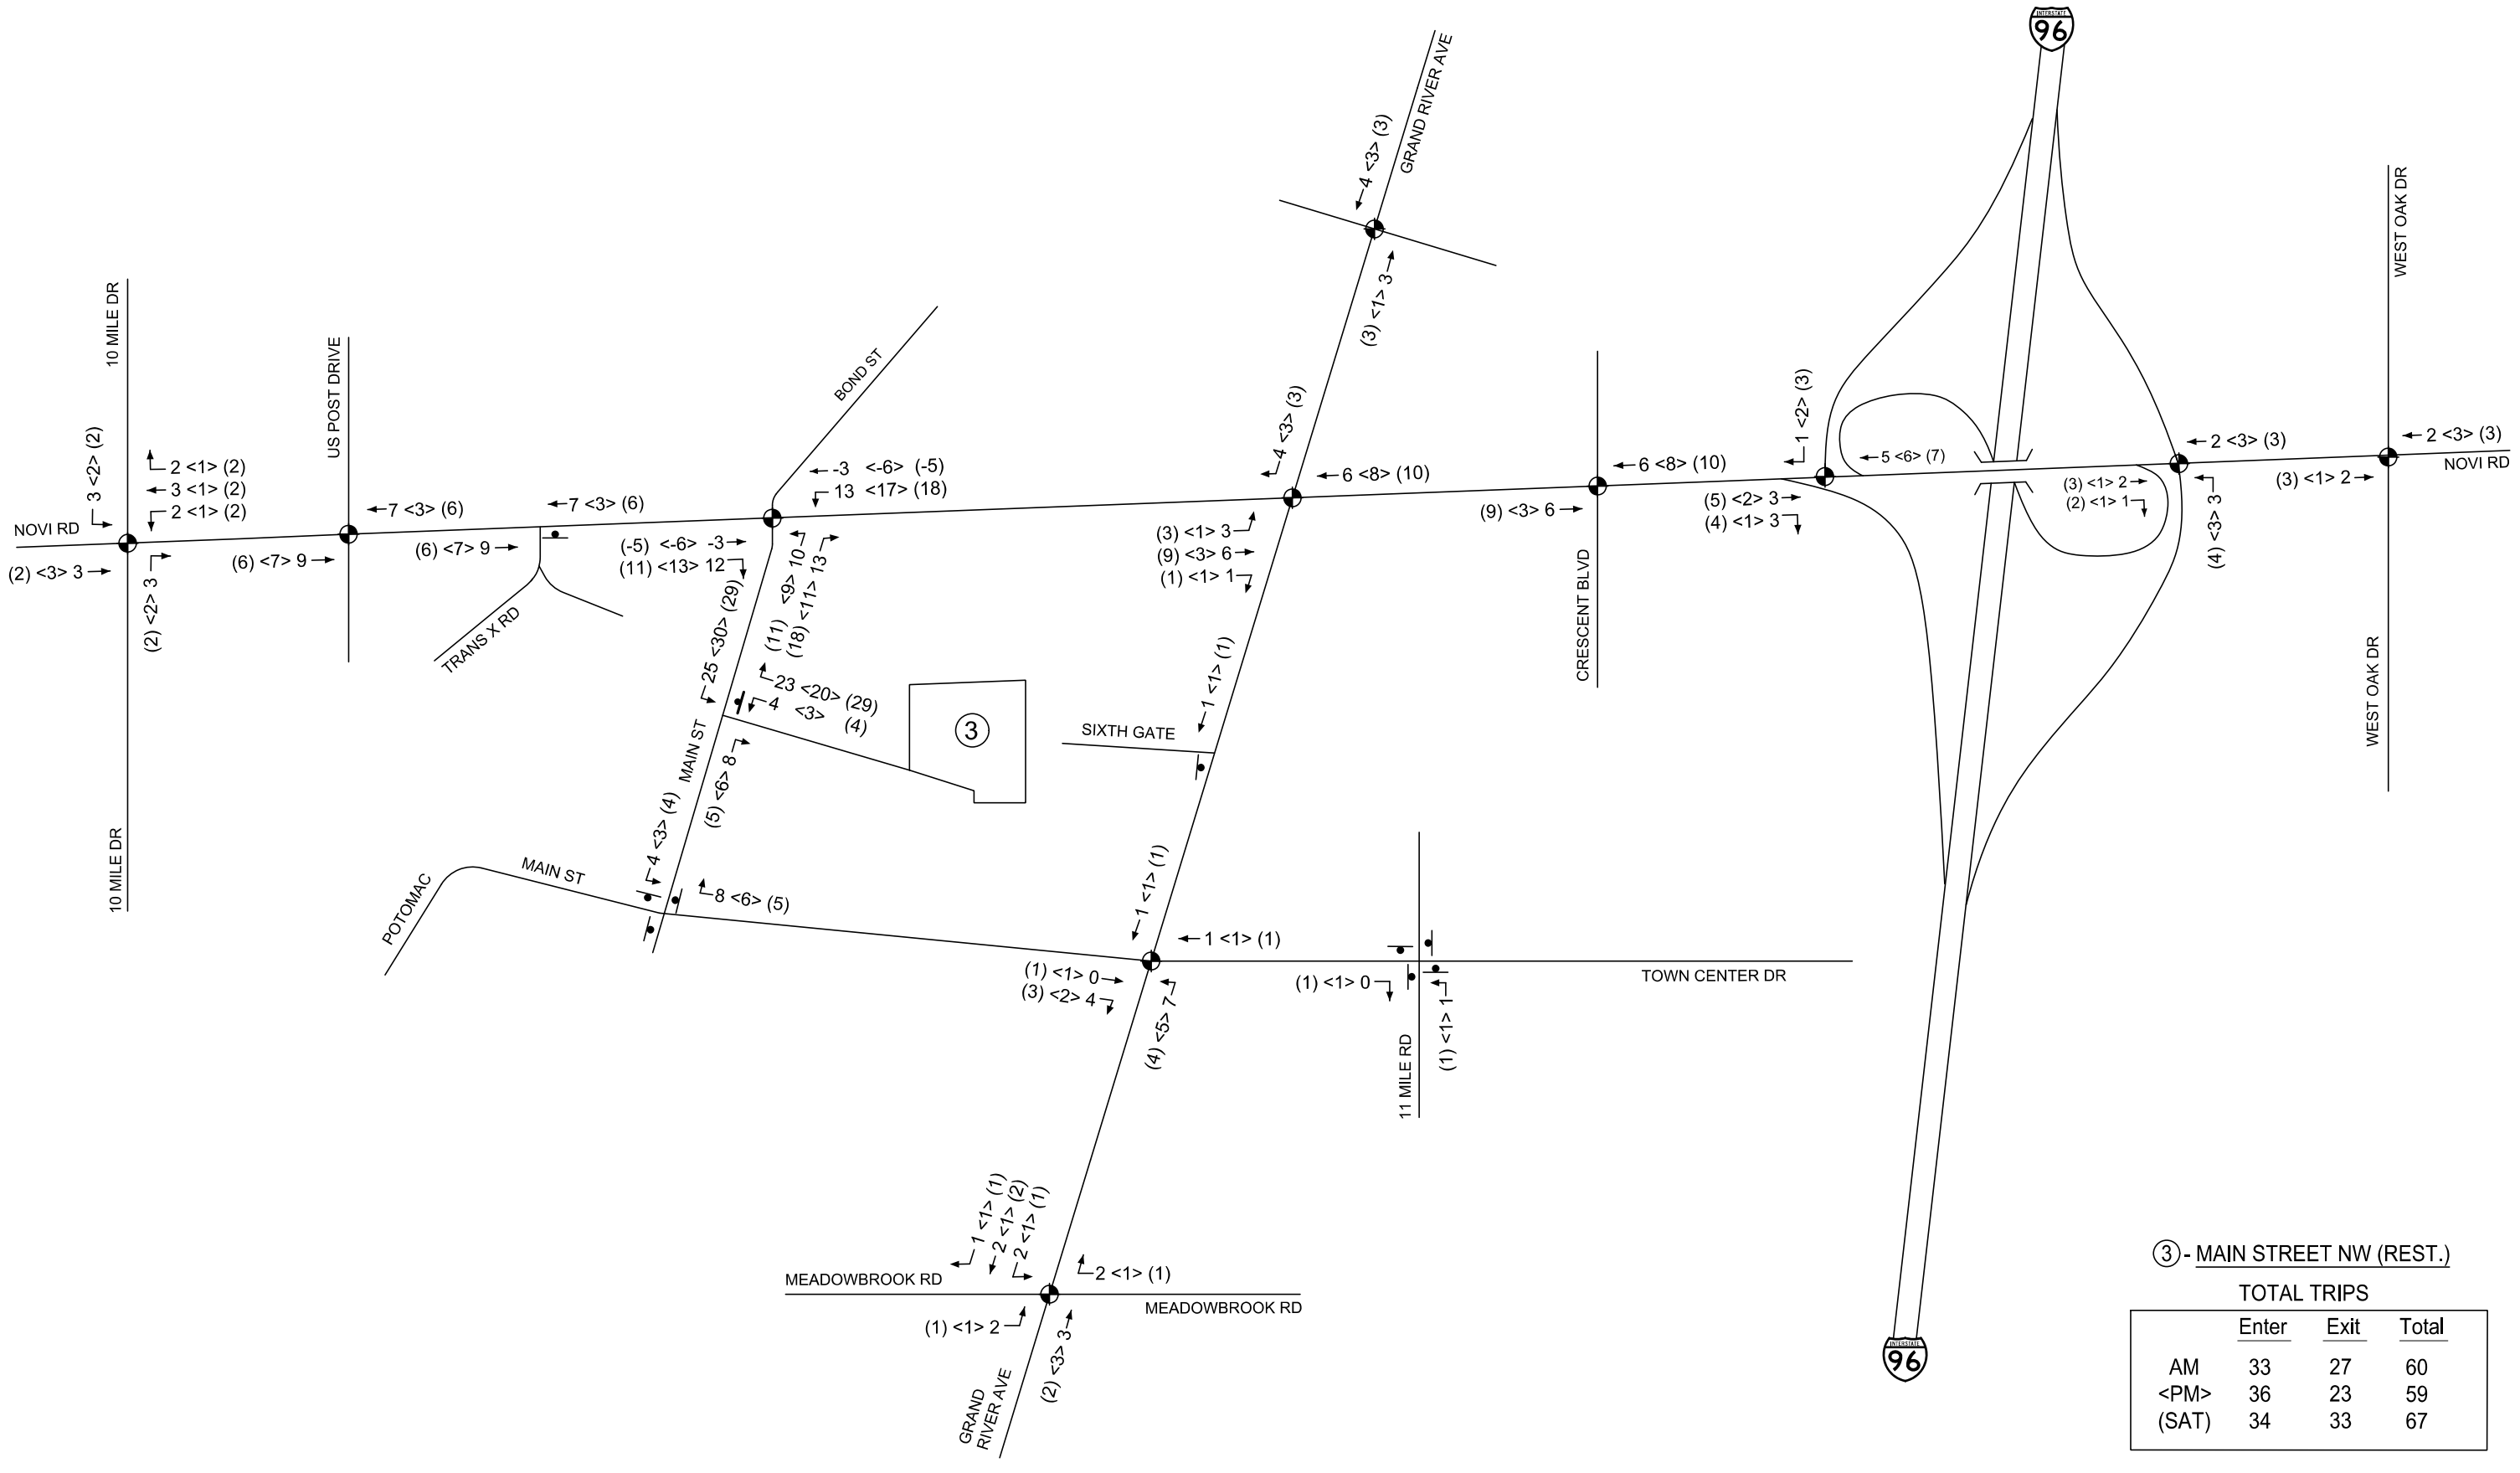 INTERSTATE
96
GRAND RIVER AVE
4 <3> (3)
(3) <1> 3
WEST OAK DR
10 MILE DR
US POST DRIVE
BOND ST
3 <2> (2)
2 <1> (2)
3 <1> (2)
2 <1> (2)
NOVI RD
(2) <3> 3
(2) <2> 3
7 <3> (6)
(6) <7> 9
7 <3> (6)
(6) <7> 9
TRANS X RD
-3 <-6> (-5)
13 <17> (18)
(-5) <-6> -3
(11) <13> 12
(11) <9> 10
(18) <11> 13
25 <30> (29)
4 <3> (3)
6 <8> (10)
(3) <1> 3
(9) <3> 6
(1) <1> 1
6 <8> (10)
(9) <3> 6
CRESCENT BLVD
1 <2> (3)
5 <6> (7)
(5) <2> 3
(4) <1> 3
(3) <1> 2
(2) <1> 1
2 <3> (3)
(4) <3> 3
2 <3> (3)
NOVI RD
(3) <1> 2
WEST OAK DR
23 <20> (29)
4 <3> (4)
3
MAIN ST
(5) <6> 8
4 <3> (4)
1 <1> (1)
SIXTH GATE
10 MILE DR
MAIN ST
POTOMAC
8 <6> (5)
1 <1> (1)
1 <1> (1)
(1) <1> 0
(3) <2> 4
(4) <5> 7
(1) <1> 0
(1) <1> 1
11 MILE RD
TOWN CENTER DR
1 <1> (1)
2 <1> (2)
2 <1> (1)
MEADOWBROOK RD
2 <1> (1)
MEADOWBROOK RD
(1) <1> 2
(2) <3> 3
GRAND
RIVER AVE
INTERSTATE
96
3 - MAIN STREET NW (REST.)
TOTAL TRIPS
Enter Exit Total
AM 33 27 60
<PM> 36 23 59
(SAT) 34 33 67